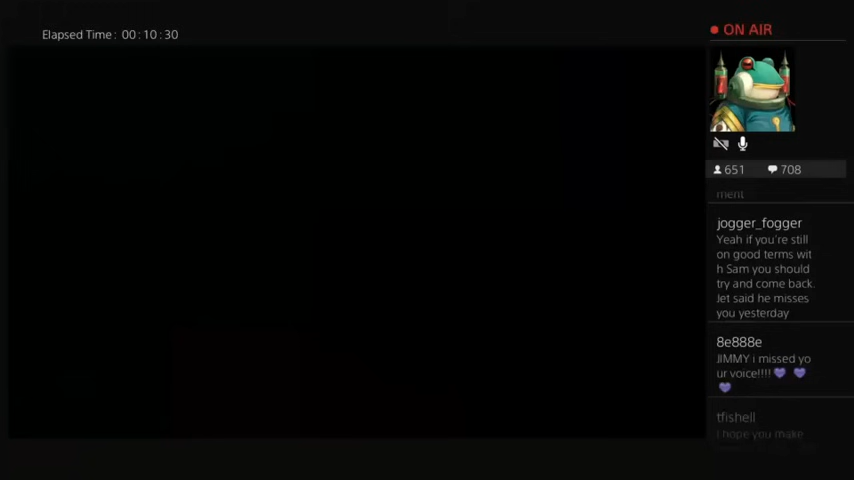 Elapsed Time: 00:10:30
ON AIR
651 708
ment
jogger_fogger
Yeah if you're still
on good terms wit
h Sam you should
try and come back.
Jet said he misses
you yesterday
8e888e
JIMMY i missed yo
ur voice!!!!💜 💜
💜
tfishell
i hope you make